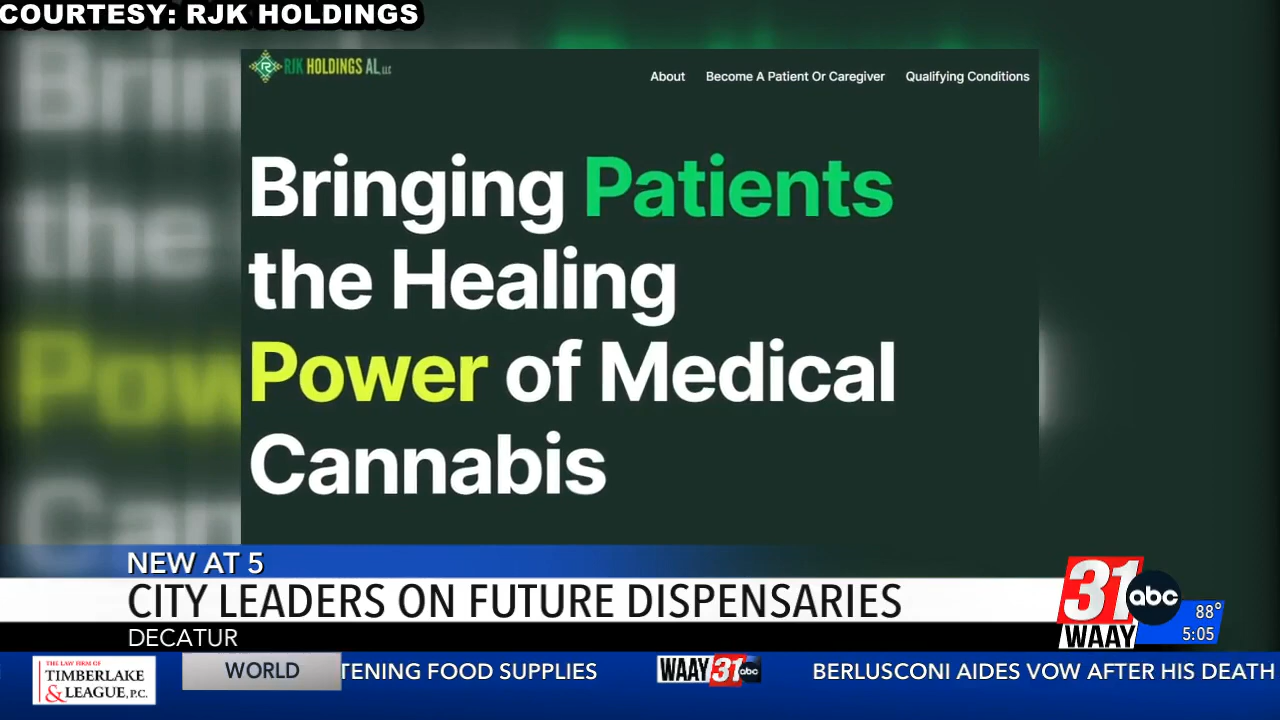 COURTESY: RJK HOLDINGS
RJK HOLDINGS AL LLC
About Become A Patient Or Caregiver Qualifying Conditions
Bringing Patients
the Healing
Power of Medical
Cannabis
NEW AT 5
CITY LEADERS ON FUTURE DISPENSARIES
DECATUR
31 abc
WAAY
88°
5:05
THE LAW FIRM OF
TIMBERLAKE
& LEAGUE, P.C.
WORLD
TENING FOOD SUPPLIES
WAAY 31 abc
BERLUSCONI AIDES VOW AFTER HIS DEATH